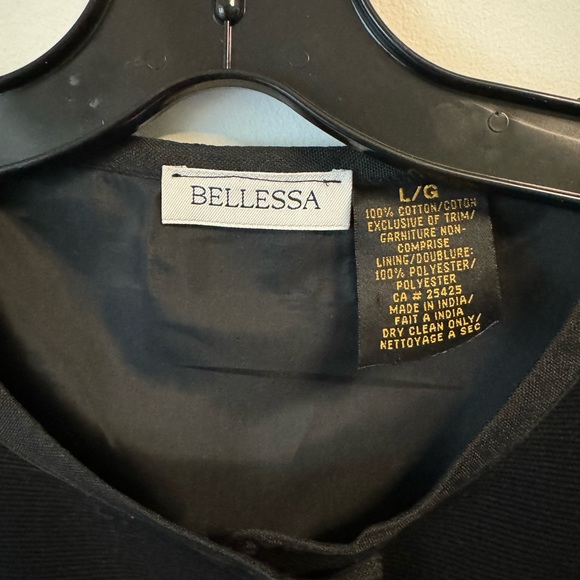 BELLESSA
L/G
100% COTTON/COTON
EXCLUSIVE OF TRIM/
GARNITURE NON-
COMPRISE
LINING/DOUBLURE:
100% POLYESTER/
POLYESTER
CA # 25425
MADE IN INDIA/
FAIT A INDIA
DRY CLEAN ONLY/
NETTOYAGE A SEC